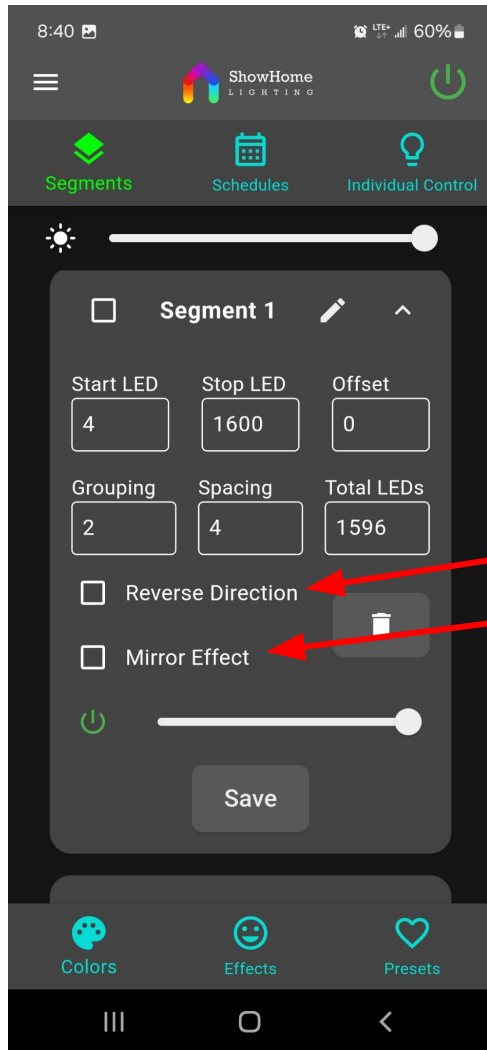 8:40
LTE+ 60%
ShowHome
LIGHTING
Segments Schedules Individual Control
Segment 1
Start LED Stop LED Offset
4 1600 0
Grouping Spacing Total LEDs
2 4 1596
Reverse Direction
Mirror Effect
Save
Colors Effects Presets